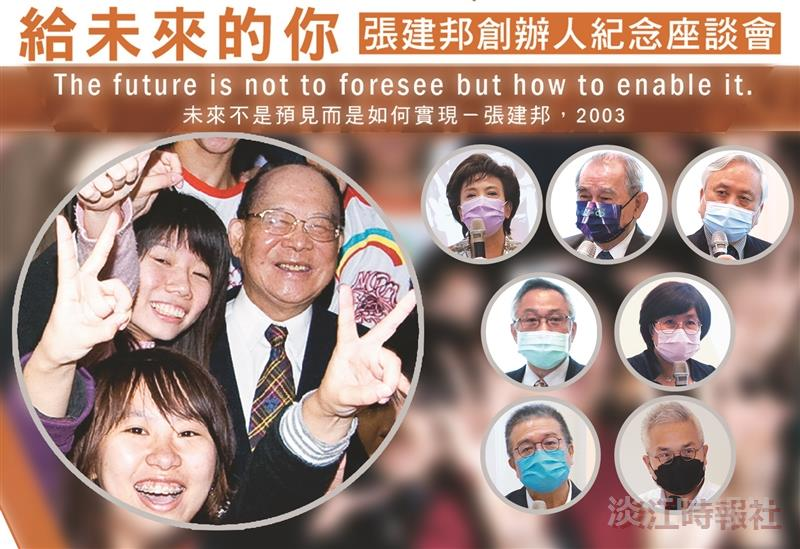 給未來的你 張建邦創辦人紀念座談會
The future is not to foresee but how to enable it.
未來不是預見而是如何實現－張建邦，2003
淡江時報社